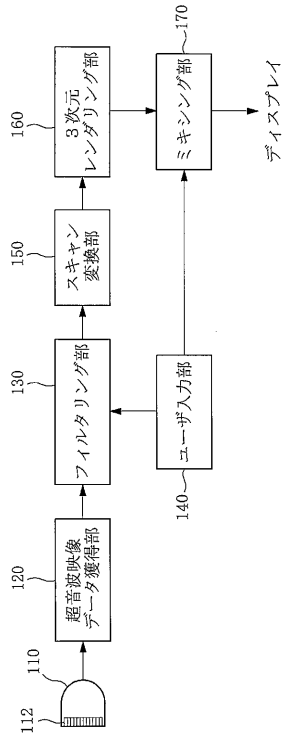 112
110
120
超音波映像
データ獲得部
130
フィルタリング部
150
スキャン
変換部
160
3次元
レンダリング部
140
ユーザ入力部
170
ミキシング部
ディスプレイ